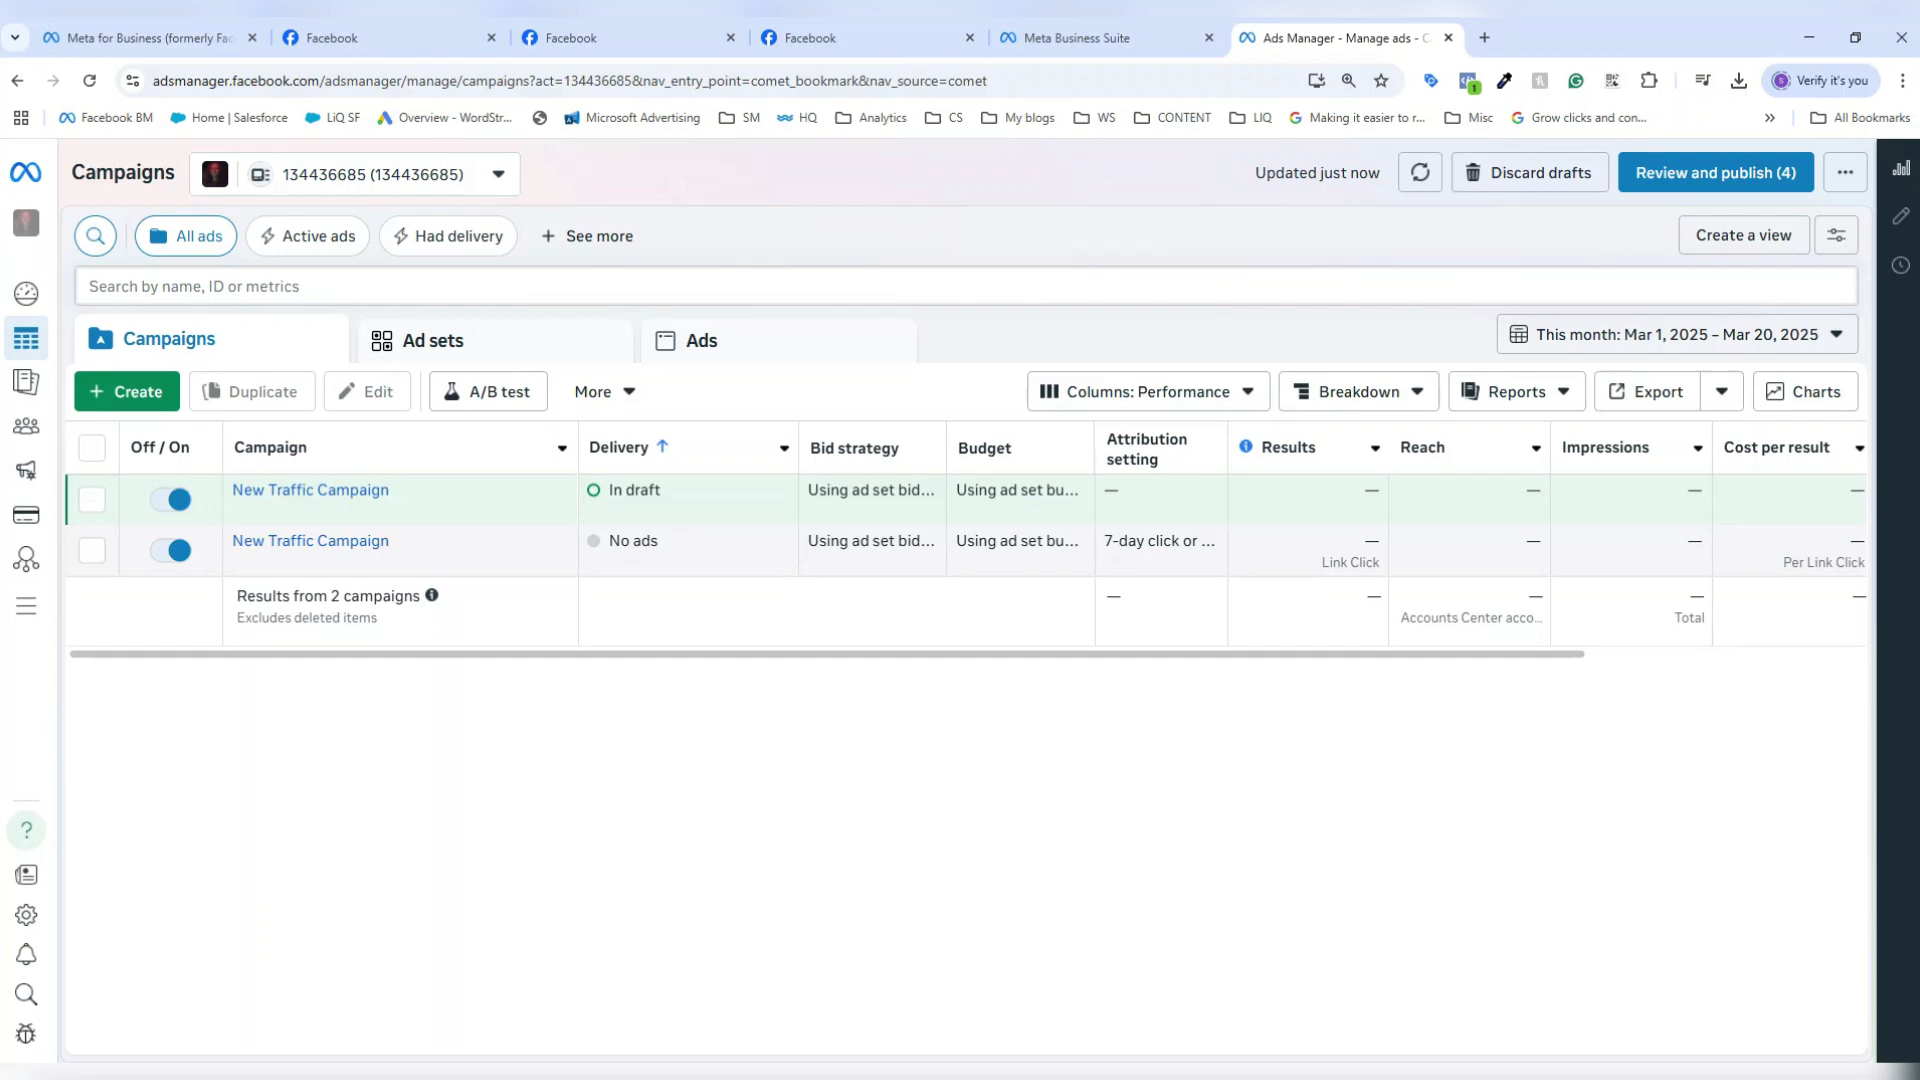 Meta for Business (formerly Fac
Facebook
Facebook
Facebook
Meta Business Suite
Ads Manager - Manage ads - C
adsmanager.facebook.com/adsmanager/manage/campaigns?act=134436685&nav_entry_point=comet_bookmark&nav_source=comet
1
S
Verify it's you
Facebook BM
Home | Salesforce
LiQ SF
Overview - WordStr...
Microsoft Advertising
SM
HQ
Analytics
CS
My blogs
WS
CONTENT
LIQ
Making it easier to r...
Misc
Grow clicks and con...
All Bookmarks
Campaigns
134436685 (134436685)
Updated just now
Discard drafts
Review and publish (4)
All ads
Active ads
Had delivery
See more
Create a view
Search by name, ID or metrics
Campaigns
Ad sets
Ads
This month: Mar 1, 2025 – Mar 20, 2025
Create
Duplicate
Edit
A/B test
More
Columns: Performance
Breakdown
Reports
Export
Charts
Off / On
Campaign
Delivery ↑
Bid strategy
Budget
Attribution
setting
Results
Reach
Impressions
Cost per result
New Traffic Campaign
In draft
Using ad set bid...
Using ad set bu...
—
—
—
—
—
New Traffic Campaign
No ads
Using ad set bid...
Using ad set bu...
7-day click or ...
—
Link Click
—
—
—
Per Link Click
Results from 2 campaigns
Excludes deleted items
—
—
—
Accounts Center acco...
—
Total
—